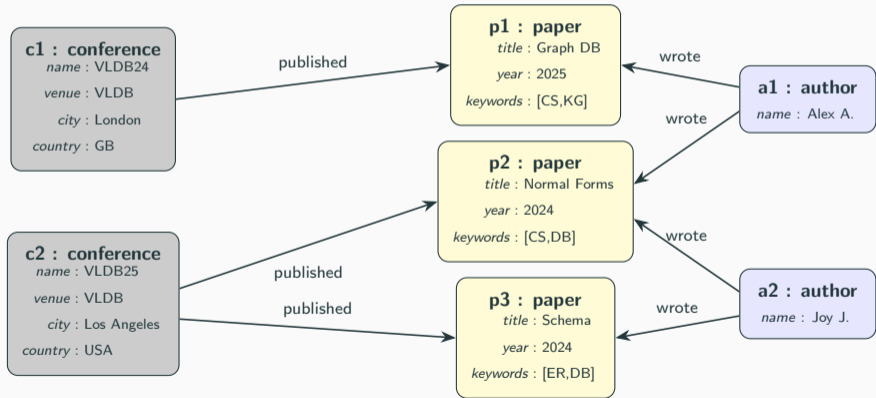 c1 : conference
name : VLDB24
venue : VLDB
city : London
country : GB
published
p1 : paper
title : Graph DB
year : 2025
keywords : [CS,KG]
wrote
a1 : author
name : Alex A.
wrote
p2 : paper
title : Normal Forms
year : 2024
keywords : [CS,DB]
c2 : conference
name : VLDB25
venue : VLDB
city : Los Angeles
country : USA
published
published
wrote
p3 : paper
title : Schema
year : 2024
keywords : [ER,DB]
wrote
a2 : author
name : Joy J.